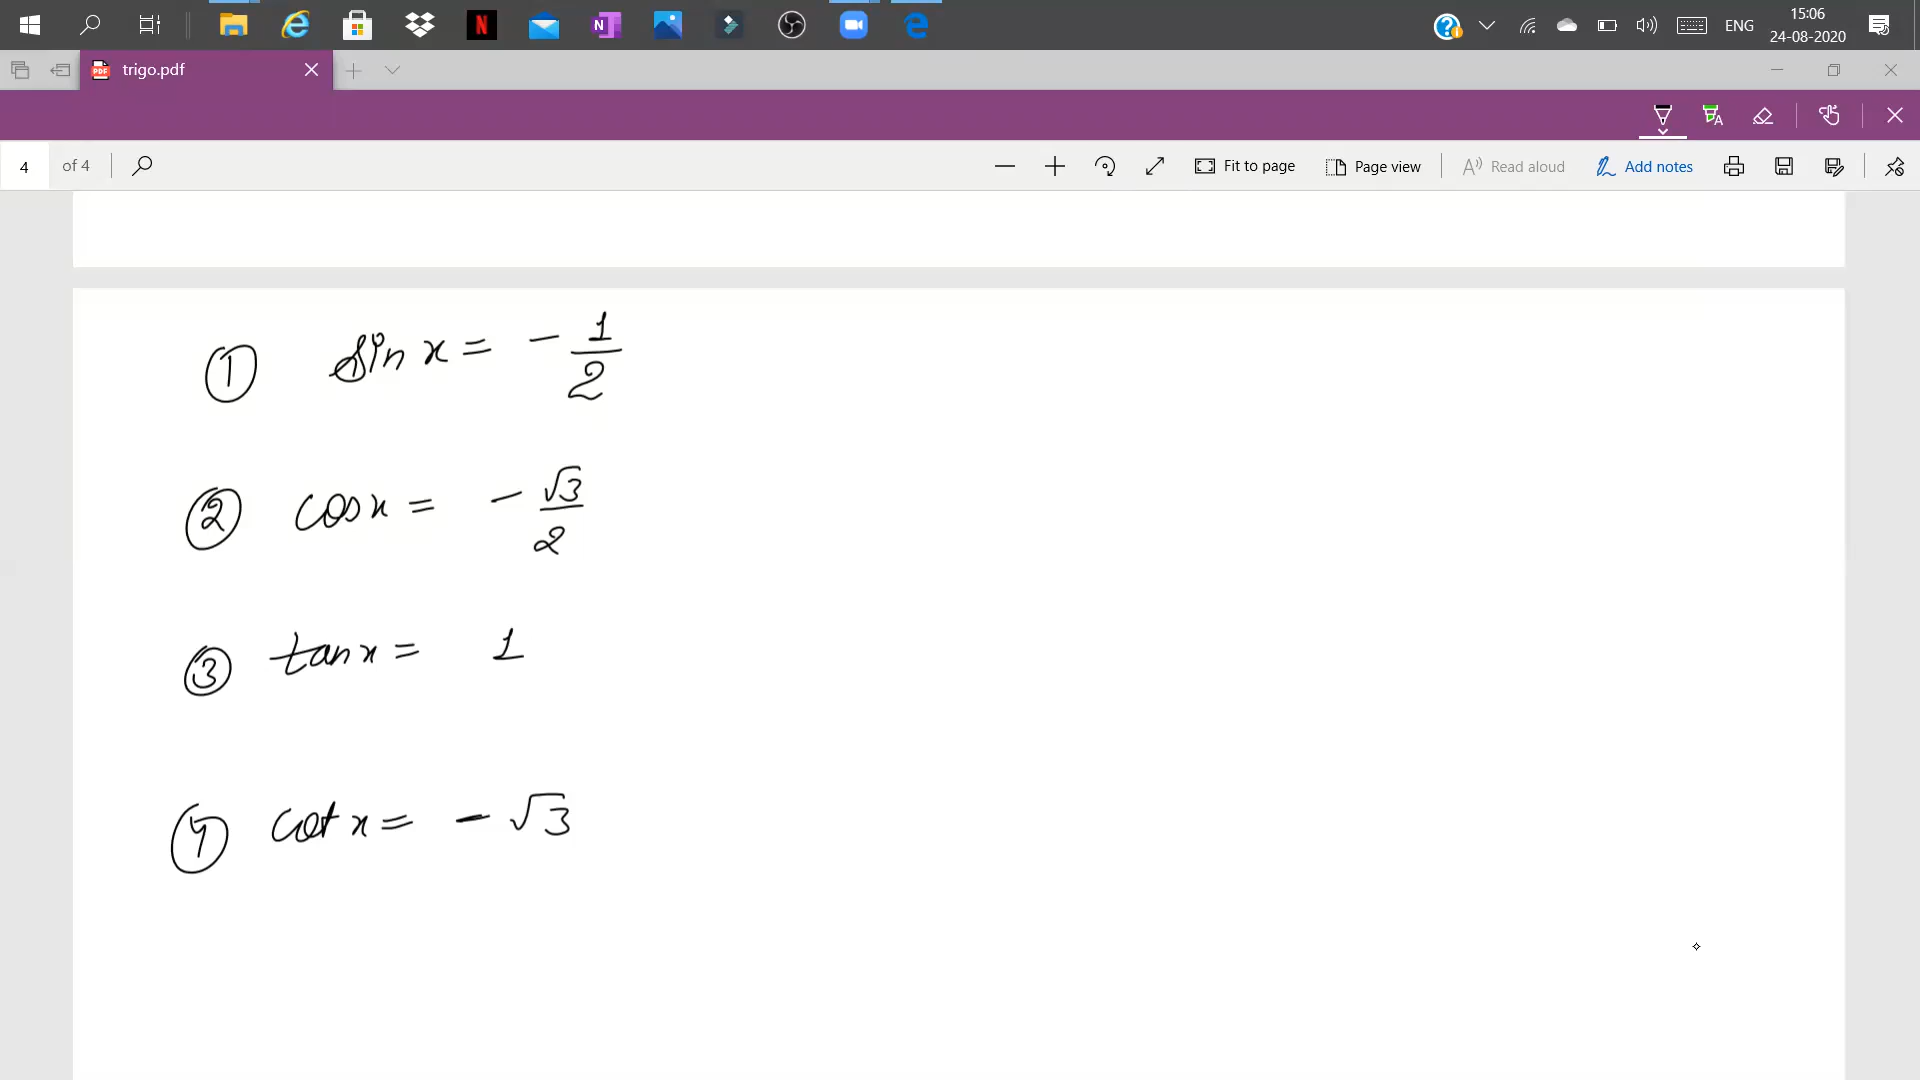 15:06
ENG
24-08-2020
trigo.pdf
4 of 4 Fit to page Page view Read aloud Add notes
① sin x = - 1/2
② cos x = - √3/2
③ tan x = 1
④ cot x = - √3